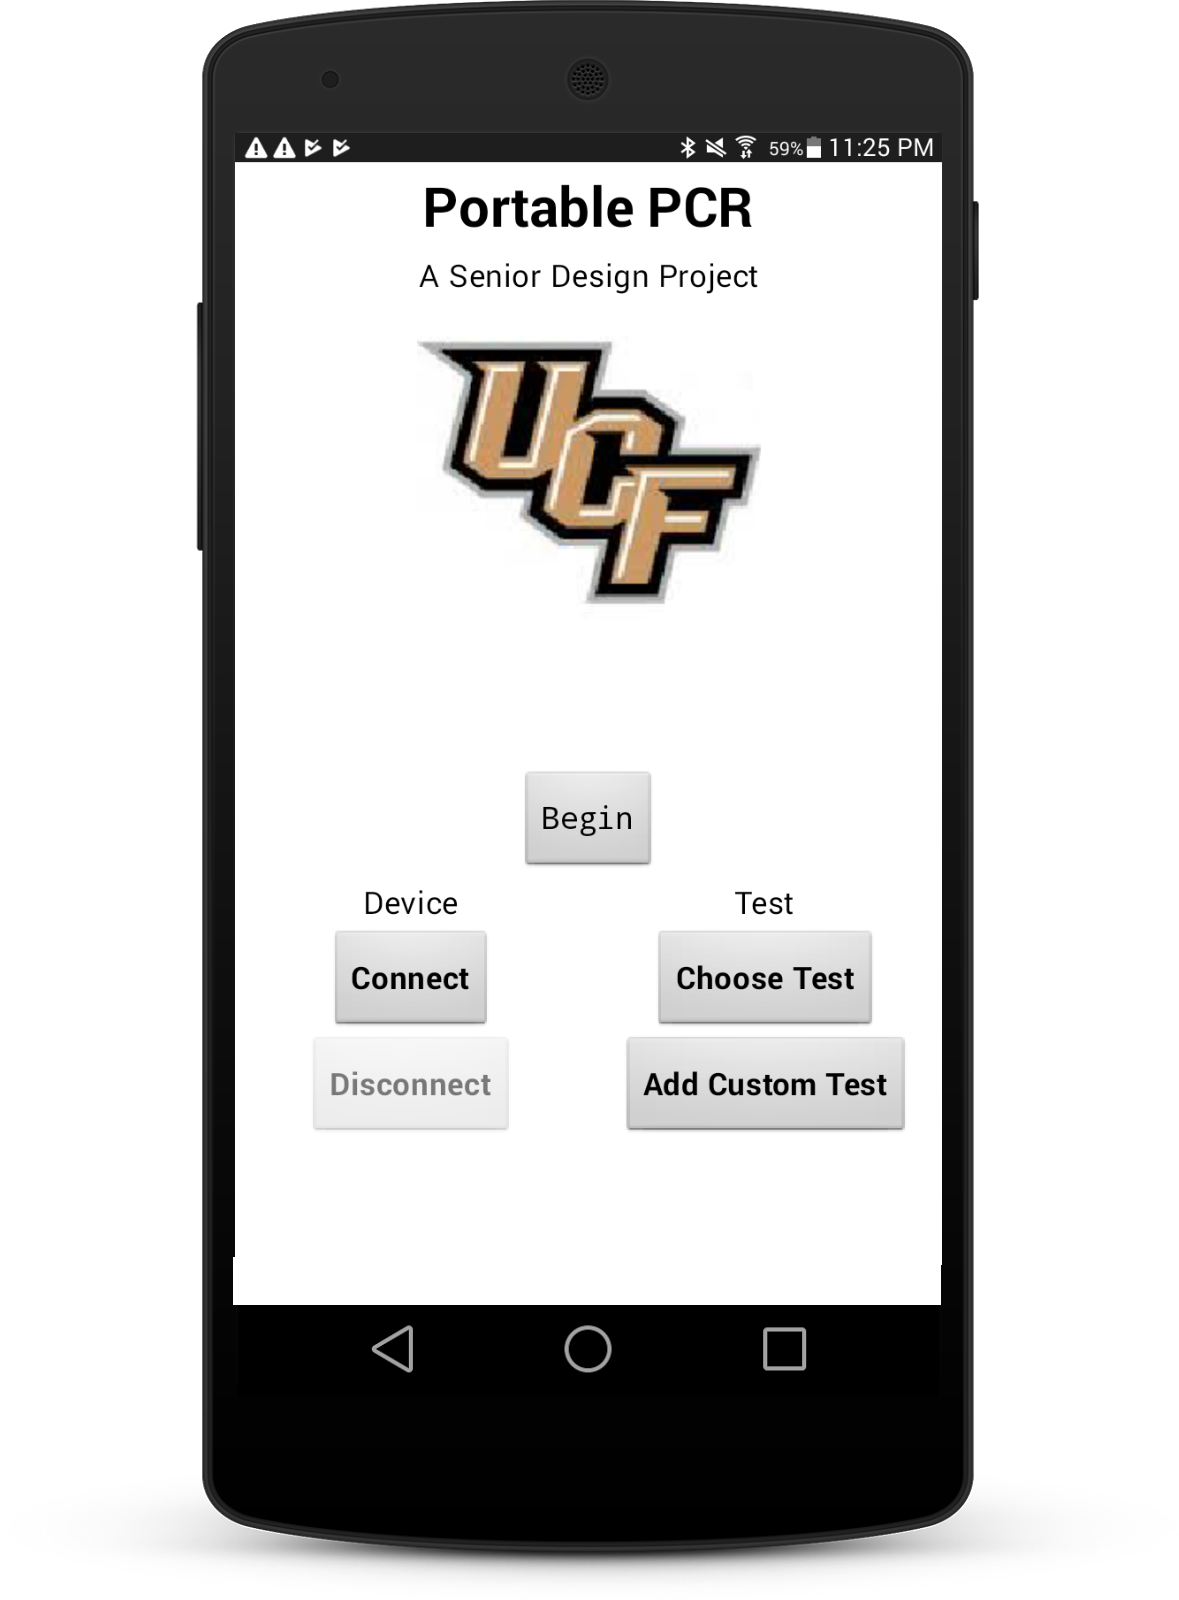 59% 11:25 PM
Portable PCR
A Senior Design Project
UCF
Begin
Device Test
Connect Choose Test
Disconnect Add Custom Test